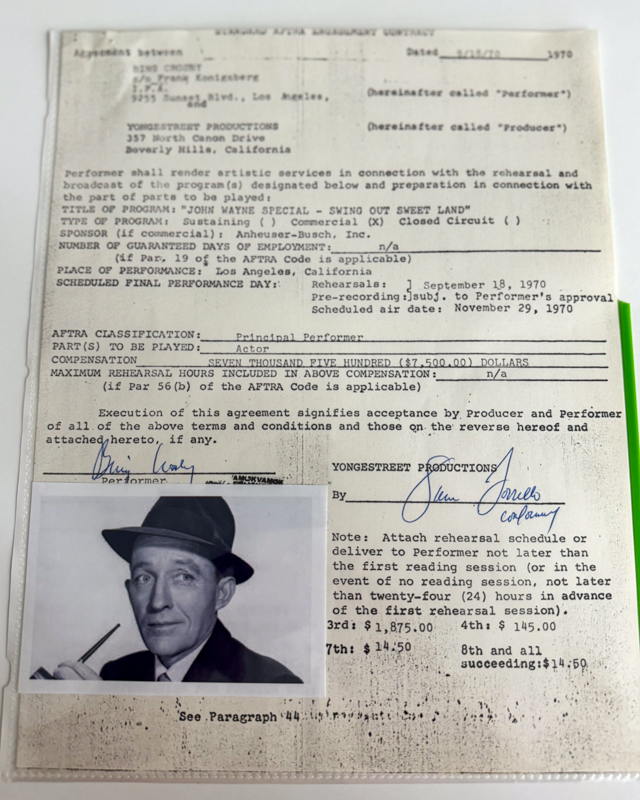 STANDARD AFTRA ENGAGEMENT CONTRACT
Agreement between Dated 9/18/70 1970
BING CROSBY
c/o Frank Konigsberg
I.F.A.
9255 Sunset Blvd., Los Angeles, (hereinafter called "Performer")
and
YONGESTREET PRODUCTIONS (hereinafter called "Producer")
357 North Canon Drive
Beverly Hills, California
Performer shall render artistic services in connection with the rehearsal and
broadcast of the program(s) designated below and preparation in connection with
the part of parts to be played:
TITLE OF PROGRAM: "JOHN WAYNE SPECIAL - SWING OUT SWEET LAND"
TYPE OF PROGRAM: Sustaining ( ) Commercial (X) Closed Circuit ( )
SPONSOR (if commercial): Anheuser-Busch, Inc.
NUMBER OF GUARANTEED DAYS OF EMPLOYMENT: n/a
(if Par. 19 of the AFTRA Code is applicable)
PLACE OF PERFORMANCE: Los Angeles, California
SCHEDULED FINAL PERFORMANCE DAY: Rehearsals: ] September 18, 1970
Pre-recording:]subj. to Performer's approval
Scheduled air date: November 29, 1970
AFTRA CLASSIFICATION: Principal Performer
PART(S) TO BE PLAYED: Actor
COMPENSATION SEVEN THOUSAND FIVE HUNDRED ($7,500.00) DOLLARS
MAXIMUM REHEARSAL HOURS INCLUDED IN ABOVE COMPENSATION: n/a
(if Par 56(b) of the AFTRA Code is applicable)
Execution of this agreement signifies acceptance by Producer and Performer
of all of the above terms and conditions and those on the reverse hereof and
attached hereto, if any.
Bing Crosby
Performer
YONGESTREET PRODUCTIONS
By
Note: Attach rehearsal schedule or
deliver to Performer not later than
the first reading session (or in the
event of no reading session, not later
than twenty-four (24) hours in advance
of the first rehearsal session).
3rd: $ 1,875.00 4th: $ 145.00
7th: $ 14.50 8th and all
succeeding:$14.50
See Paragraph 44